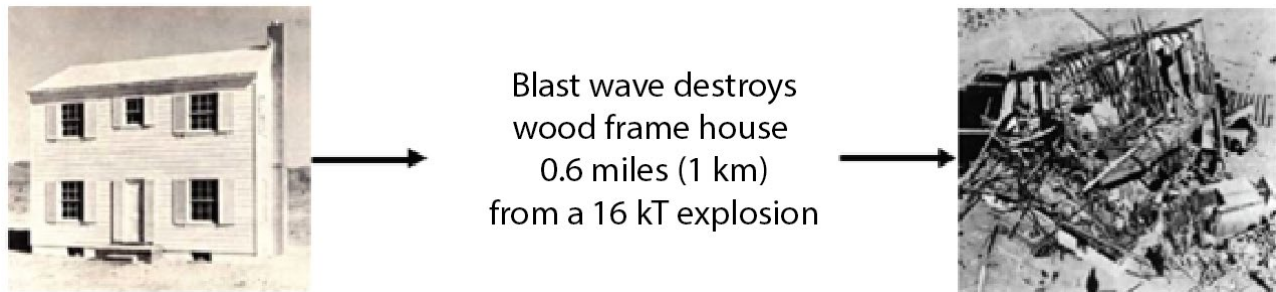 Blast wave destroys
wood frame house
0.6 miles (1 km)
from a 16 kT explosion